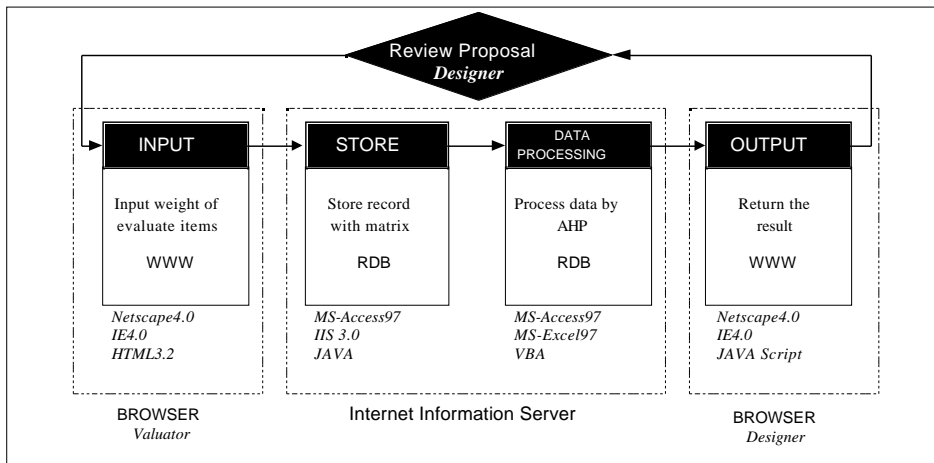 Review Proposal
Designer
INPUT
Input weight of
evaluate items
WWW
Netscape4.0
IE4.0
HTML3.2
STORE
Store record
with matrix
RDB
MS-Access97
IIS 3.0
JAVA
DATA
PROCESSING
Process data by
AHP
RDB
MS-Access97
MS-Excel97
VBA
OUTPUT
Return the
result
WWW
Netscape4.0
IE4.0
JAVA Script
BROWSER
Valuator
Internet Information Server
BROWSER
Designer